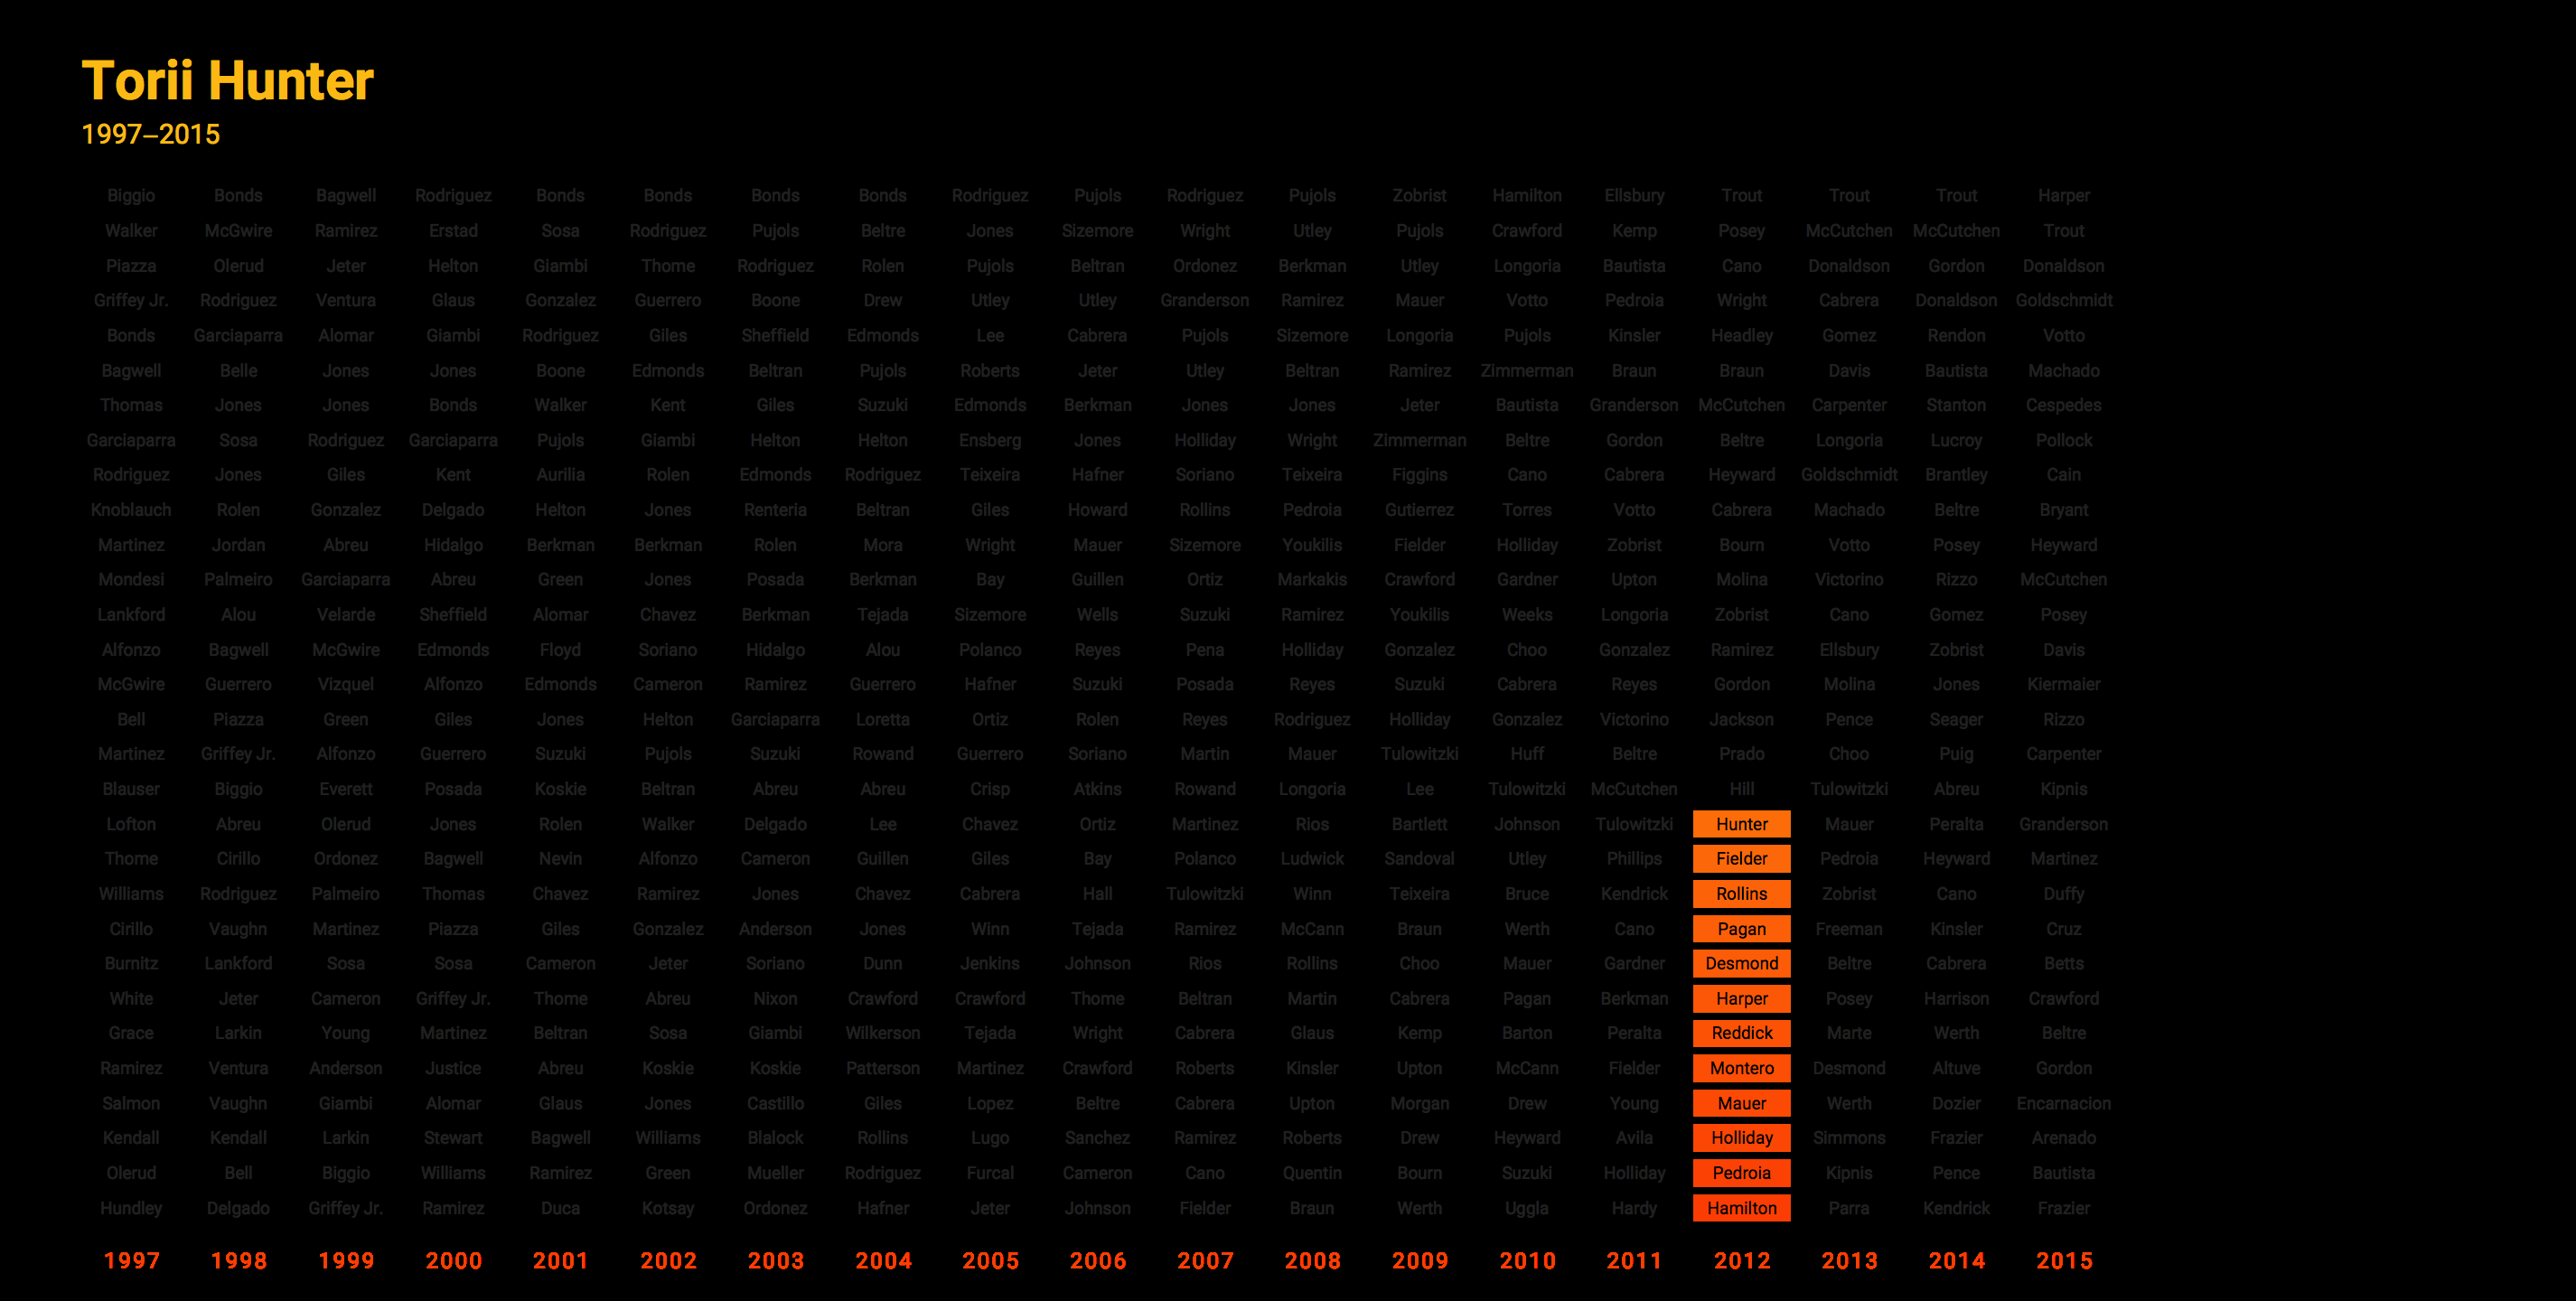 Torii Hunter
1997–2015
Biggio Bonds Bagwell Rodriguez Bonds Bonds Bonds Bonds Rodriguez Pujols Rodriguez Pujols Zobrist Hamilton Ellsbury Trout Trout Trout Harper
Walker McGwire Ramirez Erstad Sosa Rodriguez Pujols Beltre Jones Sizemore Wright Utley Pujols Crawford Kemp Posey McCutchen McCutchen Trout
Piazza Olerud Jeter Helton Giambi Thome Rodriguez Rolen Pujols Beltran Ordonez Berkman Utley Longoria Bautista Cano Donaldson Gordon Donaldson
Griffey Jr. Rodriguez Ventura Glaus Gonzalez Guerrero Boone Drew Utley Utley Granderson Ramirez Mauer Votto Pedroia Wright Cabrera Donaldson Goldschmidt
Bonds Garciaparra Alomar Giambi Rodriguez Giles Sheffield Edmonds Lee Cabrera Pujols Sizemore Longoria Pujols Kinsler Headley Gomez Rendon Votto
Bagwell Belle Jones Jones Boone Edmonds Beltran Pujols Roberts Jeter Utley Beltran Ramirez Zimmerman Braun Braun Davis Bautista Machado
Thomas Jones Jones Bonds Walker Kent Giles Suzuki Edmonds Berkman Jones Jones Jeter Bautista Granderson McCutchen Carpenter Stanton Cespedes
Garciaparra Sosa Rodriguez Garciaparra Pujols Giambi Helton Helton Ensberg Jones Holliday Wright Zimmerman Beltre Gordon Beltre Longoria Lucroy Pollock
Rodriguez Jones Giles Kent Aurilia Rolen Edmonds Rodriguez Teixeira Hafner Soriano Teixeira Figgins Cano Cabrera Heyward Goldschmidt Brantley Cain
Knoblauch Rolen Gonzalez Delgado Helton Jones Renteria Beltran Giles Howard Rollins Pedroia Gutierrez Torres Votto Cabrera Machado Beltre Bryant
Martinez Jordan Abreu Hidalgo Berkman Berkman Rolen Mora Wright Mauer Sizemore Youkilis Fielder Holliday Zobrist Bourn Votto Posey Heyward
Mondesi Palmeiro Garciaparra Abreu Green Jones Posada Berkman Bay Guillen Ortiz Markakis Crawford Gardner Upton Molina Victorino Rizzo McCutchen
Lankford Alou Velarde Sheffield Alomar Chavez Berkman Tejada Sizemore Wells Suzuki Ramirez Youkilis Weeks Longoria Zobrist Cano Gomez Posey
Alfonzo Bagwell McGwire Edmonds Floyd Soriano Hidalgo Alou Polanco Reyes Pena Holliday Gonzalez Choo Gonzalez Ramirez Ellsbury Zobrist Davis
McGwire Guerrero Vizquel Alfonzo Edmonds Cameron Ramirez Guerrero Hafner Suzuki Posada Reyes Suzuki Cabrera Reyes Gordon Molina Jones Kiermaier
Bell Piazza Green Giles Jones Helton Garciaparra Loretta Ortiz Rolen Reyes Rodriguez Holliday Gonzalez Victorino Jackson Pence Seager Rizzo
Martinez Griffey Jr. Alfonzo Guerrero Suzuki Pujols Suzuki Rowand Guerrero Soriano Martin Mauer Tulowitzki Huff Beltre Prado Choo Puig Carpenter
Blauser Biggio Everett Posada Koskie Beltran Abreu Abreu Crisp Atkins Rowand Longoria Lee Tulowitzki McCutchen Hill Tulowitzki Abreu Kipnis
Lofton Abreu Olerud Jones Rolen Walker Delgado Lee Chavez Ortiz Martinez Rios Bartlett Johnson Tulowitzki Hunter Mauer Peralta Granderson
Thome Cirillo Ordonez Bagwell Nevin Alfonzo Cameron Guillen Giles Bay Polanco Ludwick Sandoval Utley Phillips Fielder Pedroia Heyward Martinez
Williams Rodriguez Palmeiro Thomas Chavez Ramirez Jones Chavez Cabrera Hall Tulowitzki Winn Teixeira Bruce Kendrick Rollins Zobrist Cano Duffy
Cirillo Vaughn Martinez Piazza Giles Gonzalez Anderson Jones Winn Tejada Ramirez McCann Braun Werth Cano Pagan Freeman Kinsler Cruz
Burnitz Lankford Sosa Sosa Cameron Jeter Soriano Dunn Jenkins Johnson Rios Rollins Choo Mauer Gardner Desmond Beltre Cabrera Betts
White Jeter Cameron Griffey Jr. Thome Abreu Nixon Crawford Crawford Thome Beltran Martin Cabrera Pagan Berkman Harper Posey Harrison Crawford
Grace Larkin Young Martinez Beltran Sosa Giambi Wilkerson Tejada Wright Cabrera Glaus Kemp Barton Peralta Reddick Marte Werth Beltre
Ramirez Ventura Anderson Justice Abreu Koskie Koskie Patterson Martinez Crawford Roberts Kinsler Upton McCann Fielder Montero Desmond Altuve Gordon
Salmon Vaughn Giambi Alomar Glaus Jones Castillo Giles Lopez Beltre Cabrera Upton Morgan Drew Young Mauer Werth Dozier Encarnacion
Kendall Kendall Larkin Stewart Bagwell Williams Blalock Rollins Lugo Sanchez Ramirez Roberts Drew Heyward Avila Holliday Simmons Frazier Arenado
Olerud Bell Biggio Williams Ramirez Green Mueller Rodriguez Furcal Cameron Cano Quentin Bourn Suzuki Holliday Pedroia Kipnis Pence Bautista
Hundley Delgado Griffey Jr. Ramirez Duca Kotsay Ordonez Hafner Jeter Johnson Fielder Braun Werth Uggla Hardy Hamilton Parra Kendrick Frazier
1997 1998 1999 2000 2001 2002 2003 2004 2005 2006 2007 2008 2009 2010 2011 2012 2013 2014 2015